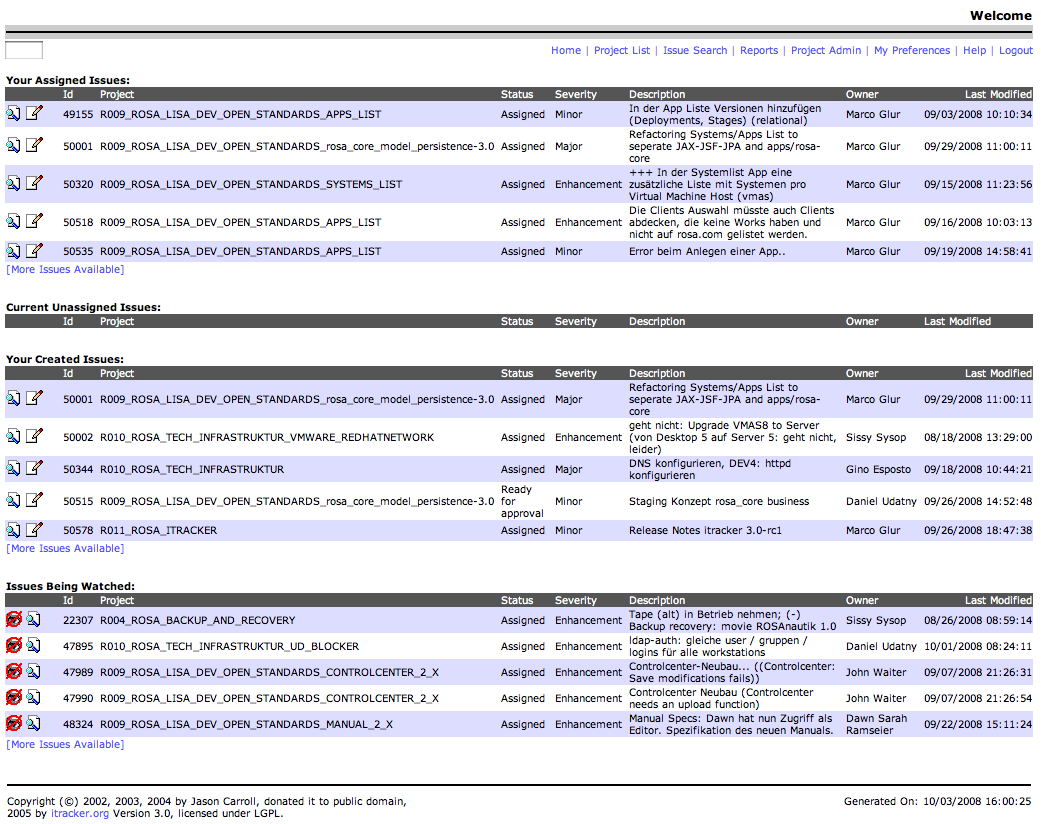 Welcome
Home | Project List | Issue Search | Reports | Project Admin | My Preferences | Help | Logout
Your Assigned Issues:
Id Project Status Severity Description Owner Last Modified
49155 R009_ROSA_LISA_DEV_OPEN_STANDARDS_APPS_LIST Assigned Minor In der App Liste Versionen hinzufügen (Deployments, Stages) (relational) Marco Glur 09/03/2008 10:10:34
50001 R009_ROSA_LISA_DEV_OPEN_STANDARDS_rosa_core_model_persistence-3.0 Assigned Major Refactoring Systems/Apps List to seperate JAX-JSF-JPA and apps/rosa-core Marco Glur 09/29/2008 11:00:11
50320 R009_ROSA_LISA_DEV_OPEN_STANDARDS_SYSTEMS_LIST Assigned Enhancement +++ In der Systemlist App eine zusätzliche Liste mit Systemen pro Virtual Machine Host (vmas) Marco Glur 09/15/2008 11:23:56
50518 R009_ROSA_LISA_DEV_OPEN_STANDARDS_APPS_LIST Assigned Enhancement Die Clients Auswahl müsste auch Clients abdecken, die keine Works haben und nicht auf rosa.com gelistet werden. Marco Glur 09/16/2008 10:03:13
50535 R009_ROSA_LISA_DEV_OPEN_STANDARDS_APPS_LIST Assigned Minor Error beim Anlegen einer App.. Marco Glur 09/19/2008 14:58:41
[More Issues Available]
Current Unassigned Issues:
Id Project Status Severity Description Owner Last Modified
Your Created Issues:
Id Project Status Severity Description Owner Last Modified
50001 R009_ROSA_LISA_DEV_OPEN_STANDARDS_rosa_core_model_persistence-3.0 Assigned Major Refactoring Systems/Apps List to seperate JAX-JSF-JPA and apps/rosa-core Marco Glur 09/29/2008 11:00:11
50002 R010_ROSA_TECH_INFRASTRUKTUR_VMWARE_REDHATNETWORK Assigned Enhancement geht nicht: Upgrade VMAS8 to Server (von Desktop 5 auf Server 5: geht nicht, leider) Sissy Sysop 08/18/2008 13:29:00
50344 R010_ROSA_TECH_INFRASTRUKTUR Assigned Major DNS konfigurieren, DEV4: httpd konfigurieren Gino Esposto 09/18/2008 10:44:21
50515 R009_ROSA_LISA_DEV_OPEN_STANDARDS_rosa_core_model_persistence-3.0 Ready for approval Minor Staging Konzept rosa_core business Daniel Udatny 09/26/2008 14:52:48
50578 R011_ROSA_ITRACKER Assigned Minor Release Notes itracker 3.0-rc1 Marco Glur 09/26/2008 18:47:38
[More Issues Available]
Issues Being Watched:
Id Project Status Severity Description Owner Last Modified
22307 R004_ROSA_BACKUP_AND_RECOVERY Assigned Enhancement Tape (alt) in Betrieb nehmen; (-) Backup recovery: movie ROSAnautik 1.0 Sissy Sysop 08/26/2008 08:59:14
47895 R010_ROSA_TECH_INFRASTRUKTUR_UD_BLOCKER Assigned Enhancement ldap-auth: gleiche user / gruppen / logins für alle workstations Daniel Udatny 10/01/2008 08:24:11
47989 R009_ROSA_LISA_DEV_OPEN_STANDARDS_CONTROLCENTER_2_X Assigned Enhancement Controlcenter-Neubau... ((Controlcenter: Save modifications fails)) John Waiter 09/07/2008 21:26:31
47990 R009_ROSA_LISA_DEV_OPEN_STANDARDS_CONTROLCENTER_2_X Assigned Enhancement Controlcenter Neubau (Controlcenter needs an upload function) John Waiter 09/07/2008 21:26:54
48324 R009_ROSA_LISA_DEV_OPEN_STANDARDS_MANUAL_2_X Assigned Enhancement Manual Specs: Dawn hat nun Zugriff als Editor. Spezifikation des neuen Manuals. Dawn Sarah Ramseier 09/22/2008 15:11:24
[More Issues Available]
Copyright (©) 2002, 2003, 2004 by Jason Carroll, donated it to public domain, Generated On: 10/03/2008 16:00:25
2005 by itracker.org Version 3.0, licensed under LGPL.